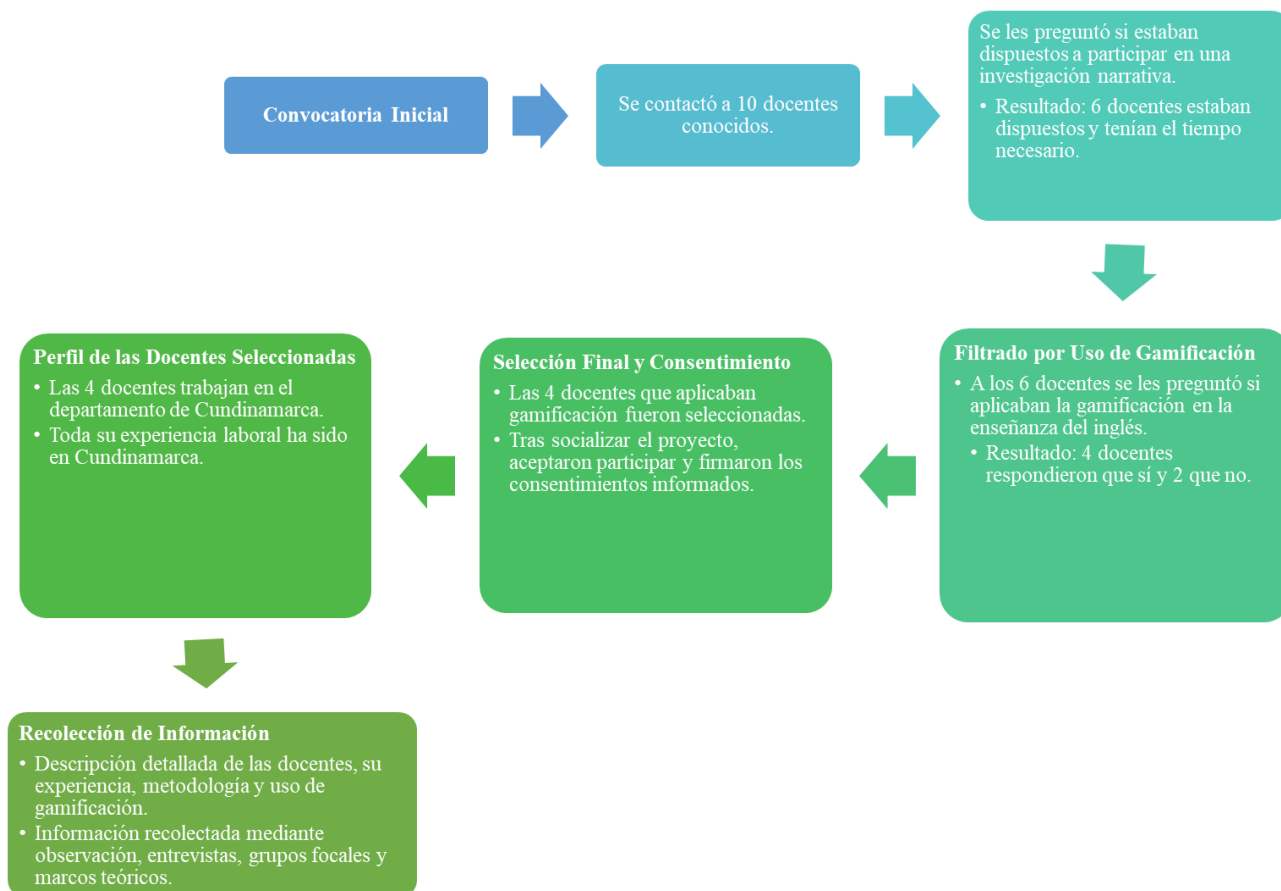 Convocatoria Inicial
Se contactó a 10 docentes
conocidos.
Se les preguntó si estaban
dispuestos a participar en una
investigación narrativa.
• Resultado: 6 docentes estaban
dispuestos y tenían el tiempo
necesario.
Filtrado por Uso de Gamificación
• A los 6 docentes se les preguntó si
aplicaban la gamificación en la
enseñanza del inglés.
• Resultado: 4 docentes
respondieron que sí y 2 que no.
Selección Final y Consentimiento
• Las 4 docentes que aplicaban
gamificación fueron seleccionadas.
• Tras socializar el proyecto,
aceptaron participar y firmaron los
consentimientos informados.
Perfil de las Docentes Seleccionadas
• Las 4 docentes trabajan en el
departamento de Cundinamarca.
• Toda su experiencia laboral ha sido
en Cundinamarca.
Recolección de Información
• Descripción detallada de las docentes, su
experiencia, metodología y uso de
gamificación.
• Información recolectada mediante
observación, entrevistas, grupos focales y
marcos teóricos.